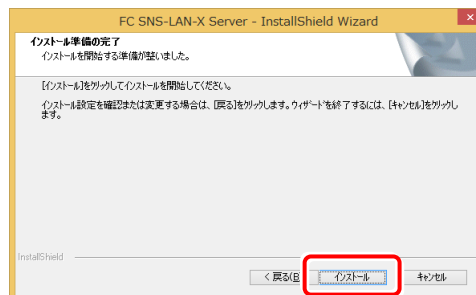 FC SNS-LAN-X Server - InstallShield Wizard
インストール準備の完了
インストールを開始する準備が整いました。
[インストール]をクリックしてインストールを開始してください。
インストール設定を確認または変更する場合は、[戻る]をクリックします。ウィザードを終了するには、[キャンセル]をクリックし
ます。
InstallShield
< 戻る(B
インストール
キャンセル